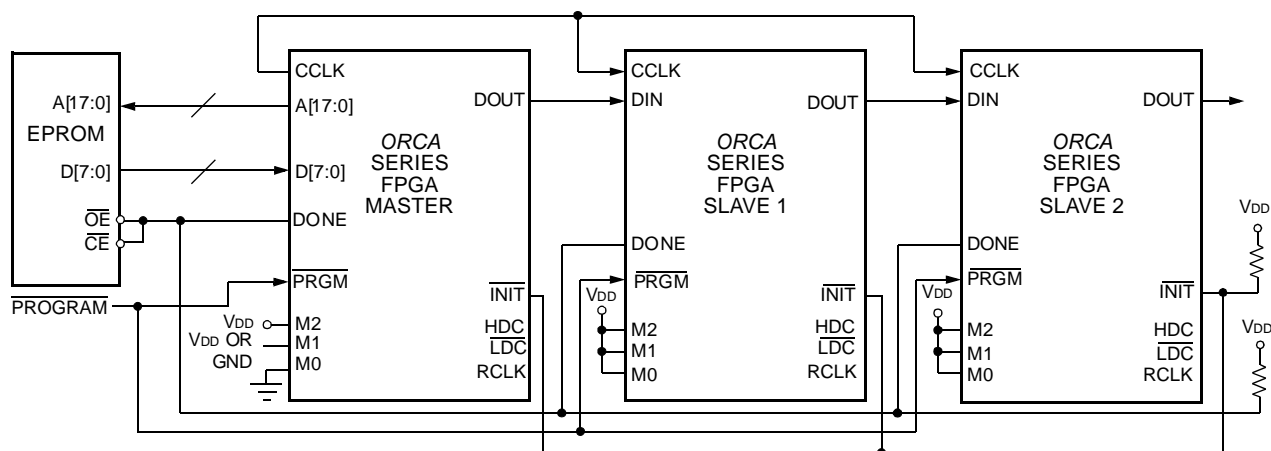 EPROM
A[17:0]
D[7:0]
OE
CE
PROGRAM
CCLK
A[17:0]
D[7:0]
DONE
PRGM
VDD
M2
VDD OR
GND
M1
M0
DOUT
ORCA
SERIES
FPGA
MASTER
INIT
HDC
LDC
RCLK
CCLK
DIN
DOUT
ORCA
SERIES
FPGA
SLAVE 1
DONE
PRGM
VDD
M2
M1
M0
INIT
HDC
LDC
RCLK
CCLK
DIN
DOUT
ORCA
SERIES
FPGA
SLAVE 2
DONE
PRGM
VDD
M2
M1
M0
INIT
HDC
LDC
RCLK
VDD
VDD